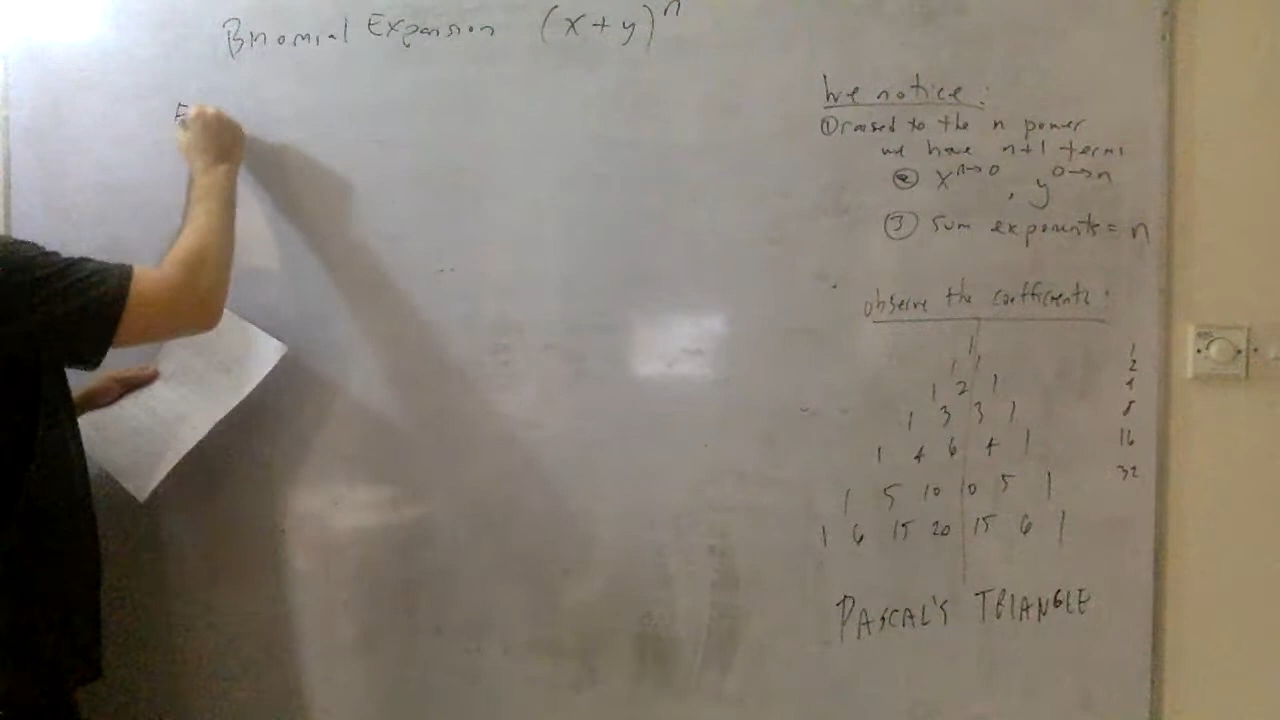 Binomial Expansion (x+y)^n
E
We notice:
① raised to the n power
we have n+1 terms
② x^n→0 , y^0→n
③ sum exponents = n
observe the coefficients:
1
1 1 1
1 2 1 2
1 3 3 1 4
1 4 6 4 1 8
1 5 10 10 5 1 16
1 6 15 20 15 6 1 32
PASCAL'S TRIANGLE